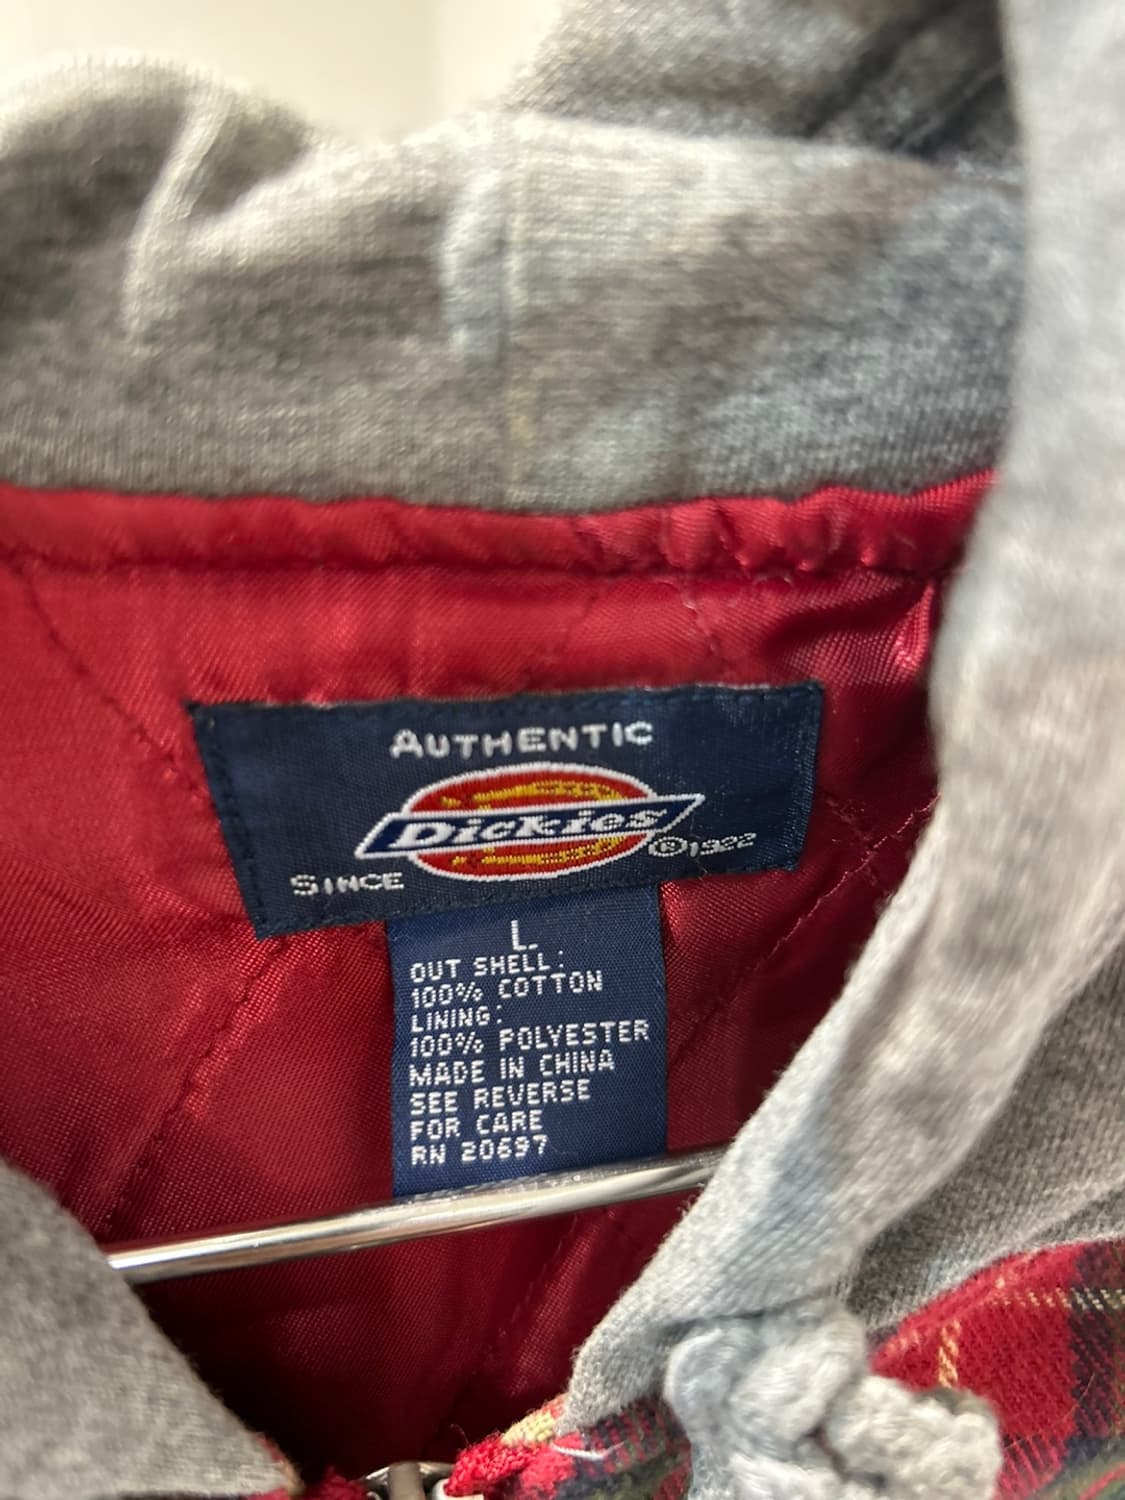 AUTHENTIC
Dickies
SINCE ®1922
L
OUT SHELL:
100% COTTON
LINING:
100% POLYESTER
MADE IN CHINA
SEE REVERSE
FOR CARE
RN 20697